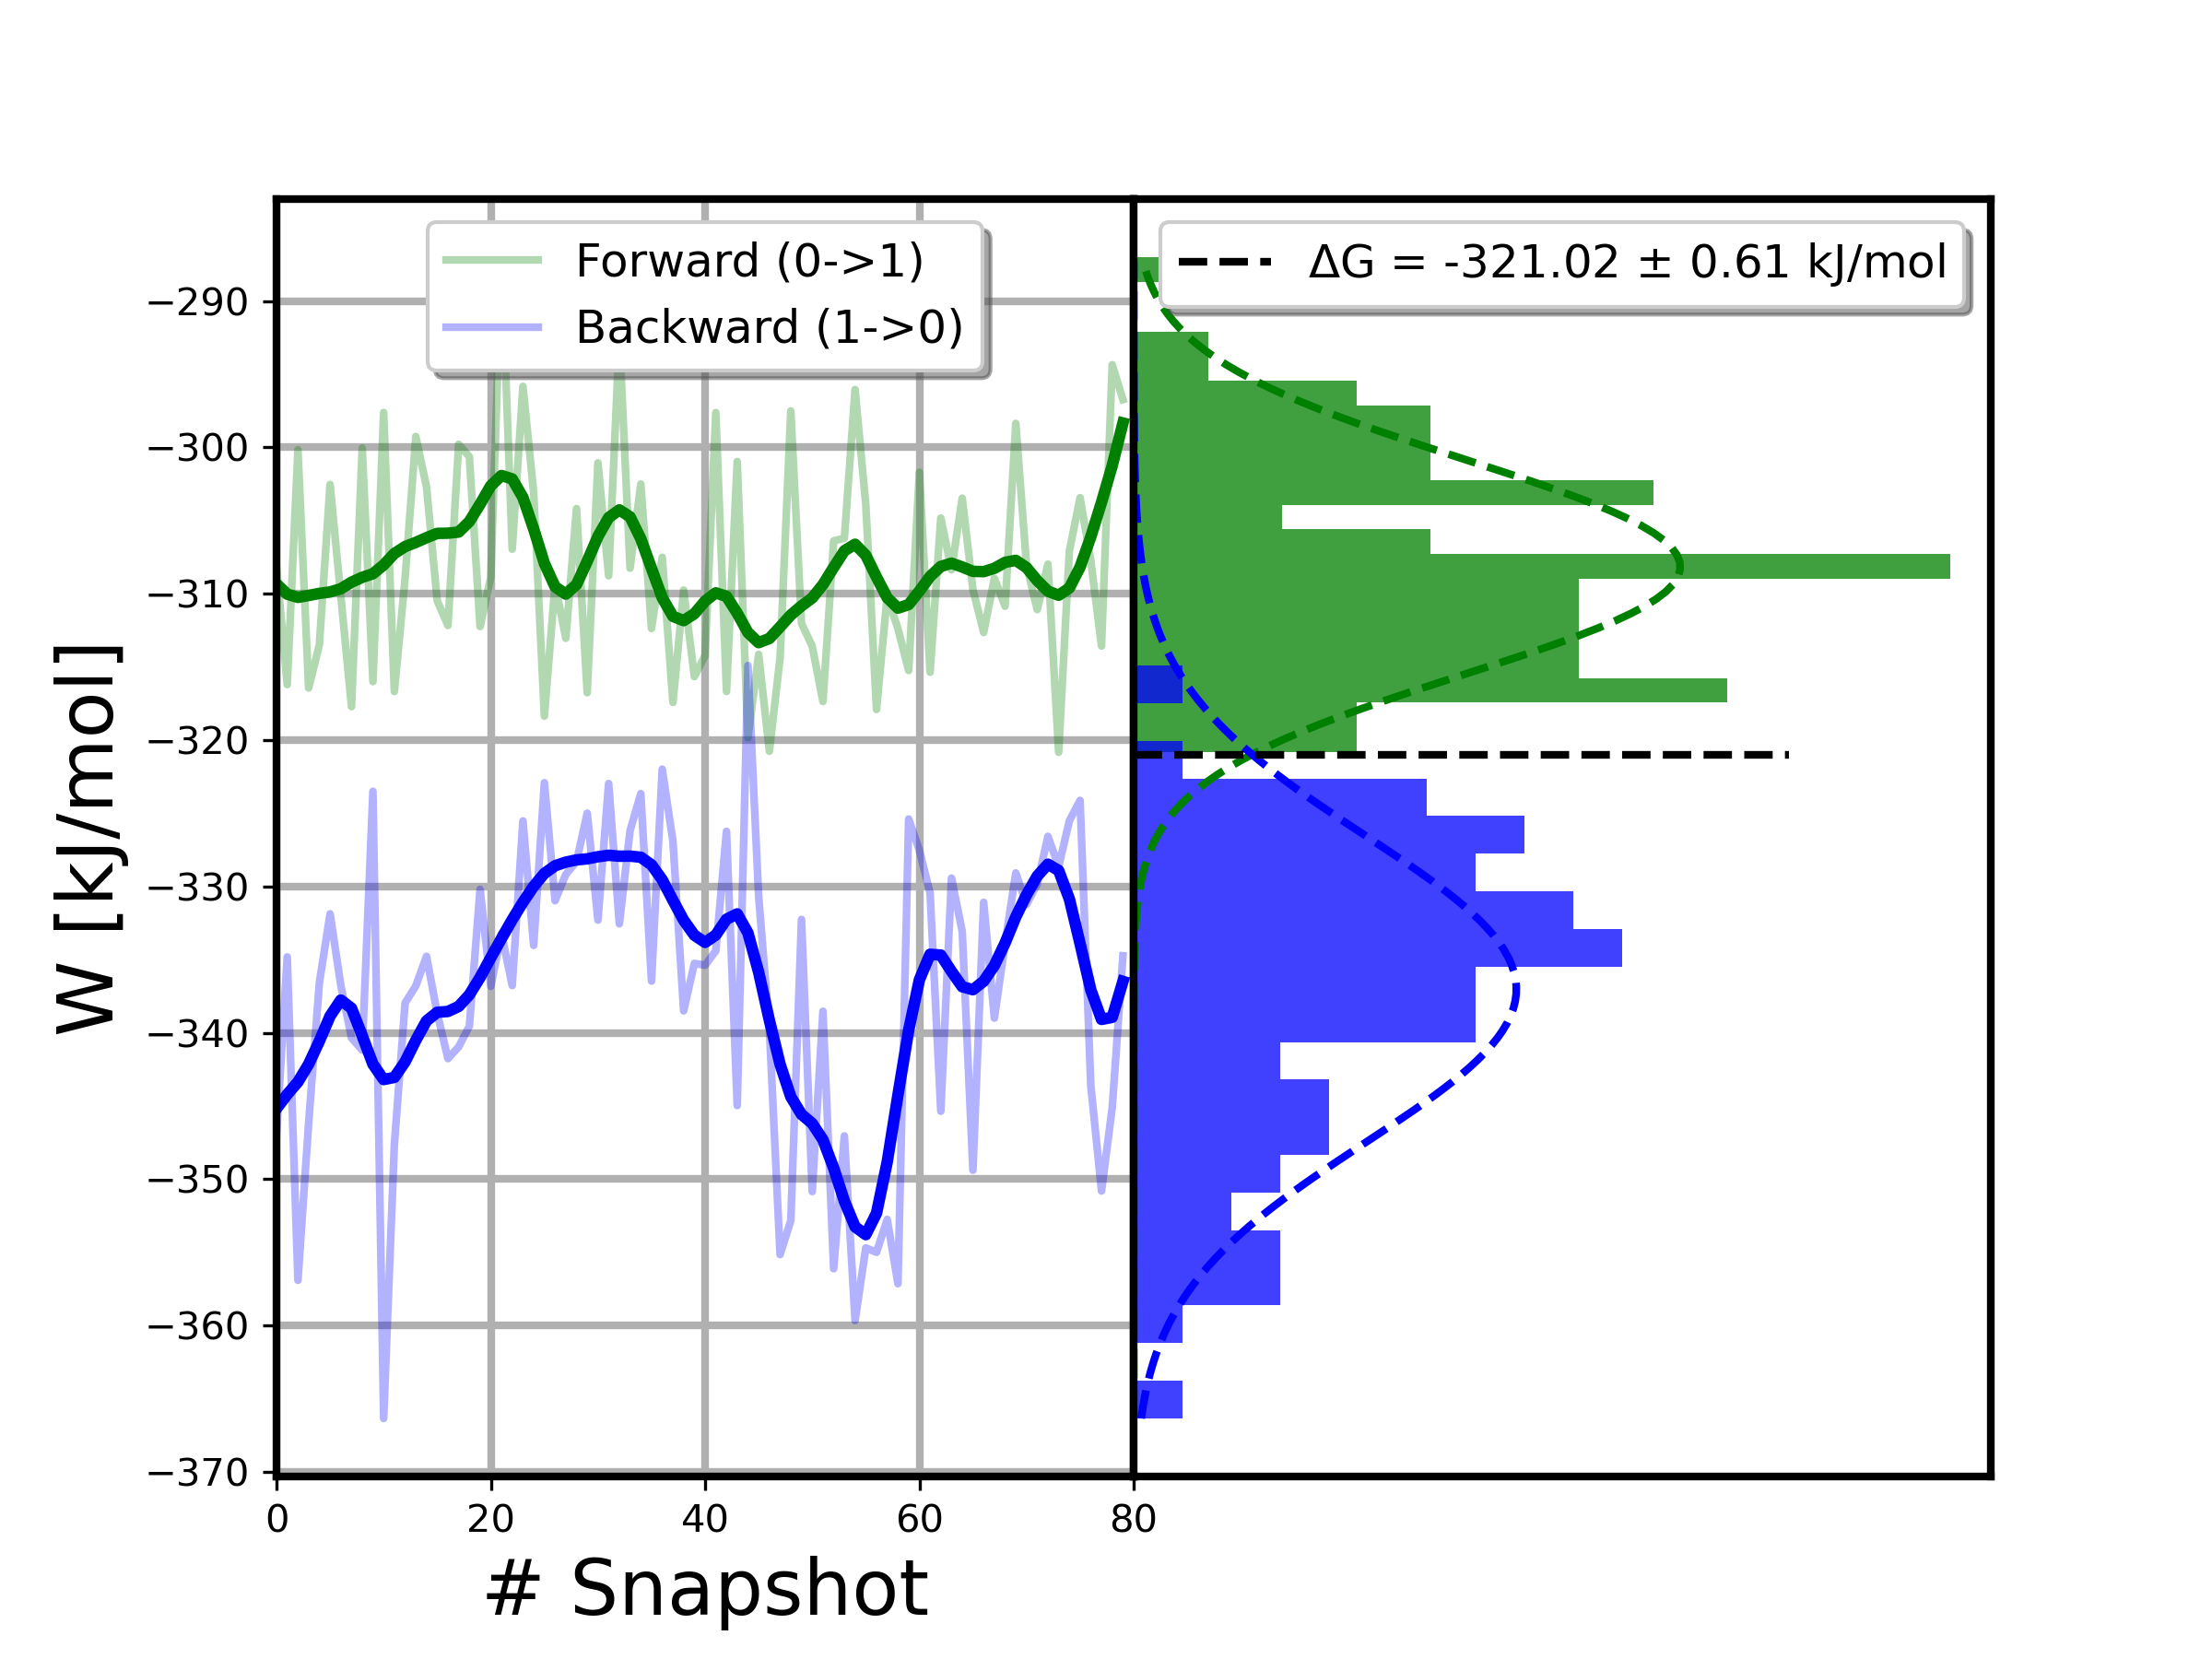 Forward (0->1)
Backward (1->0)
ΔG = -321.02 ± 0.61 kJ/mol
W [kJ/mol]
−290
−300
−310
−320
−330
−340
−350
−360
−370
0 20 40 60 80
# Snapshot